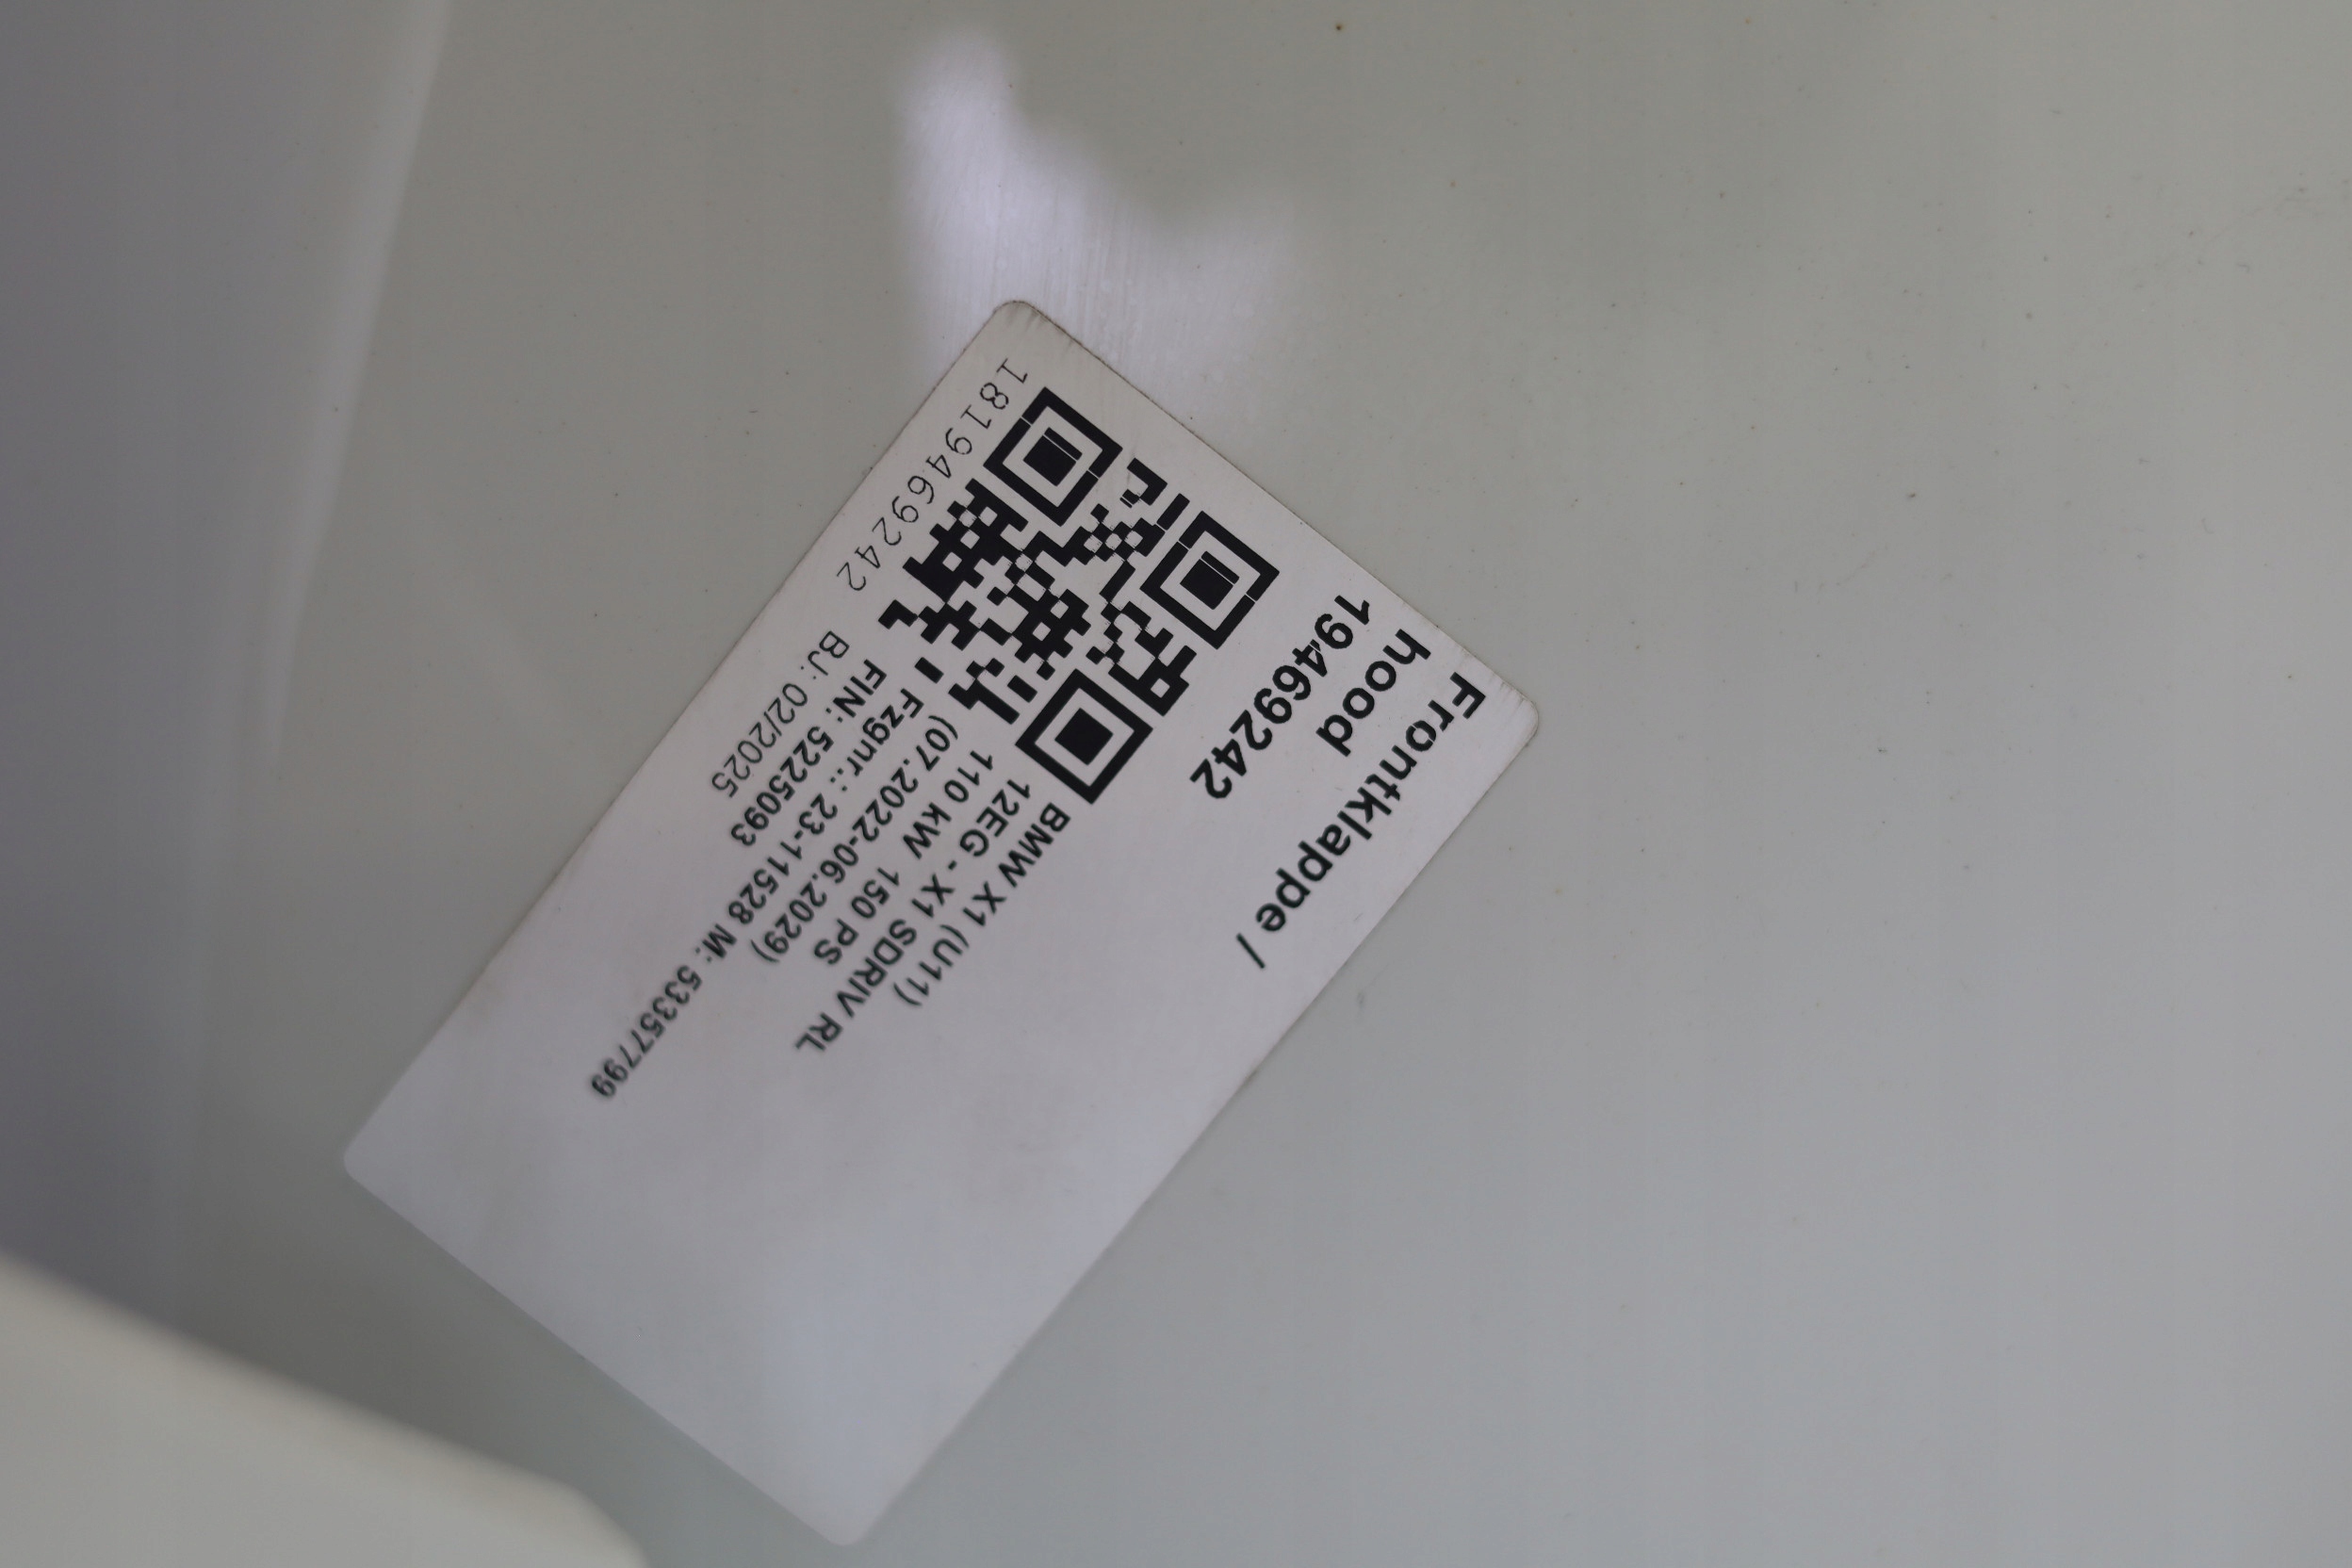 Frontklappe /
hood
19469242
BMW X1 (U11)
12EG - X1 SDRIV RL
110 kW 150 PS
(07.2022-06.2029)
Fzgnr.: 23-11528 M: 53357799
FIN: 5225093
BJ: 02/2025
1819469242